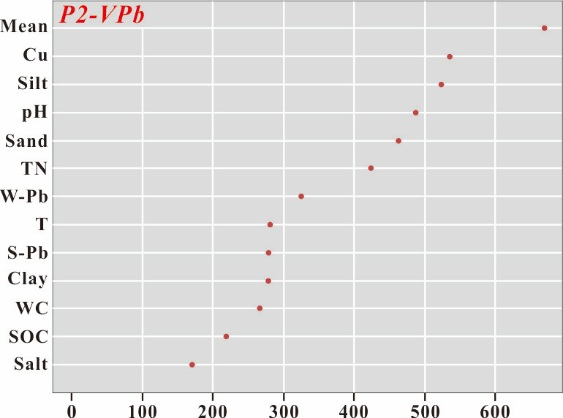 P2-VPb
Mean
Cu
Silt
pH
Sand
TN
W-Pb
T
S-Pb
Clay
WC
SOC
Salt
0 100 200 300 400 500 600